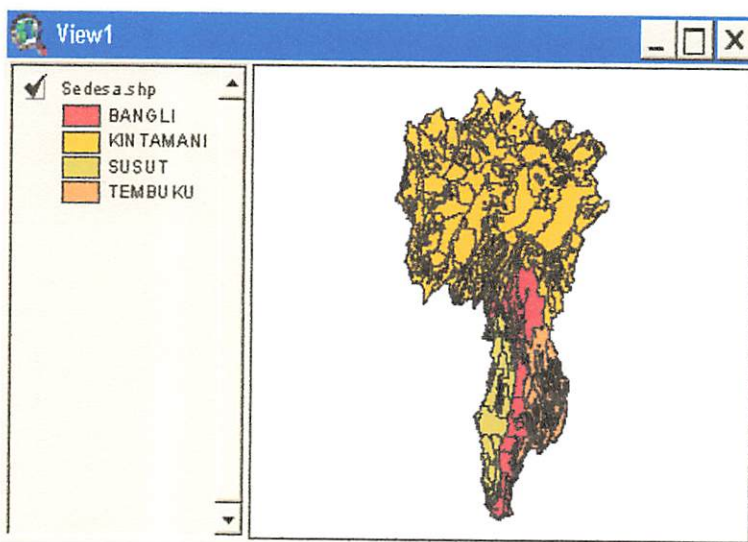 View1
Sedesa.shp
BANGLI
KINTAMANI
SUSUT
TEMBUKU